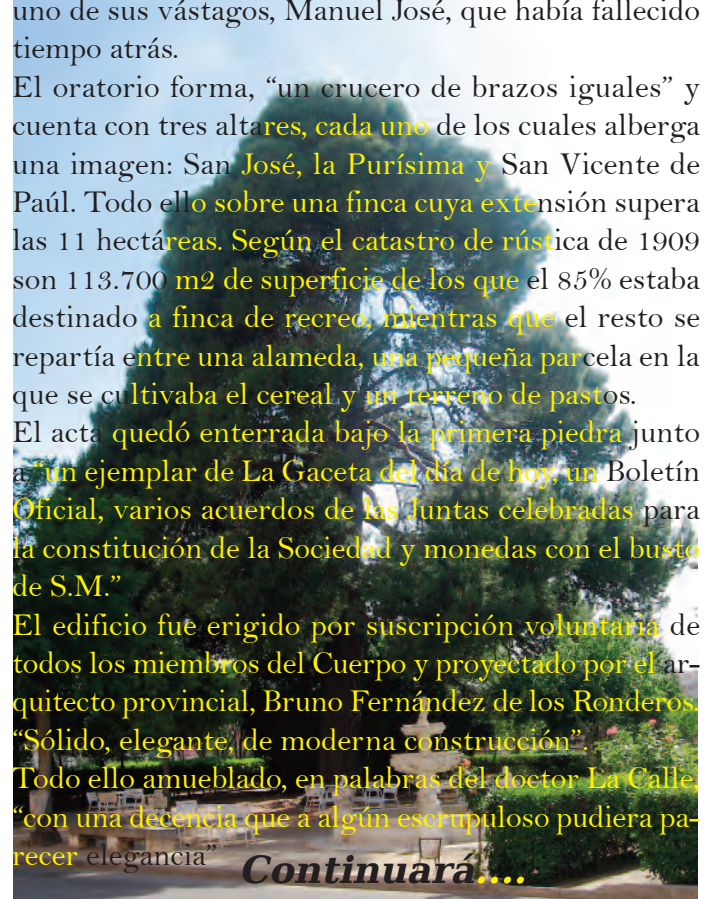 uno de sus vástagos, Manuel José, que había fallecido
tiempo atrás.
El oratorio forma, “un crucero de brazos iguales” y
cuenta con tres altares, cada uno de los cuales alberga
una imagen: San José, la Purísima y San Vicente de
Paúl. Todo ello sobre una finca cuya extensión supera
las 11 hectáreas. Según el catastro de rústica de 1909
son 113.700 m2 de superficie de los que el 85% estaba
destinado a finca de recreo, mientras que el resto se
repartía entre una alameda, una pequeña parcela en la
que se cultivaba el cereal y un terreno de pastos.
El acta quedó enterrada bajo la primera piedra junto
a “un ejemplar de La Gaceta del día de hoy, un Boletín
Oficial, varios acuerdos de las Juntas celebradas para
la constitución de la Sociedad y monedas con el busto
de S.M.”
El edificio fue erigido por suscripción voluntaria de
todos los miembros del Cuerpo y proyectado por el ar-
quitecto provincial, Bruno Fernández de los Ronderos.
“Sólido, elegante, de moderna construcción”.
Todo ello amueblado, en palabras del doctor La Calle,
“con una decencia que a algún escrupuloso pudiera pa-
recer elegancia”
Continuará....